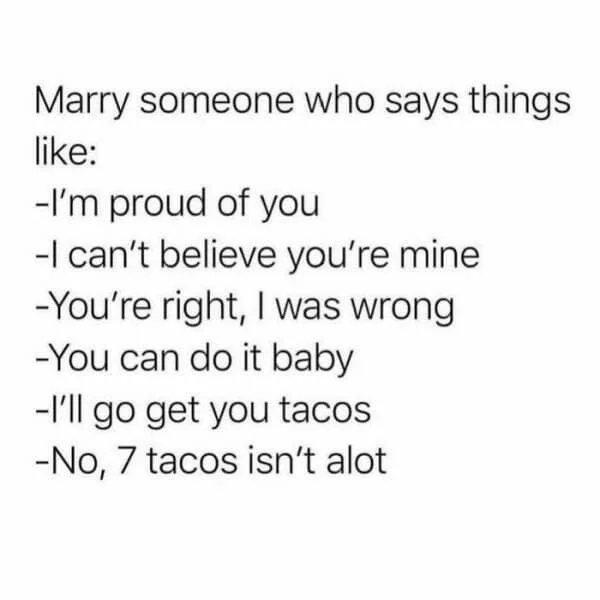 Marry someone who says things
like:
-I'm proud of you
-I can't believe you're mine
-You're right, I was wrong
-You can do it baby
-I'll go get you tacos
-No, 7 tacos isn't alot